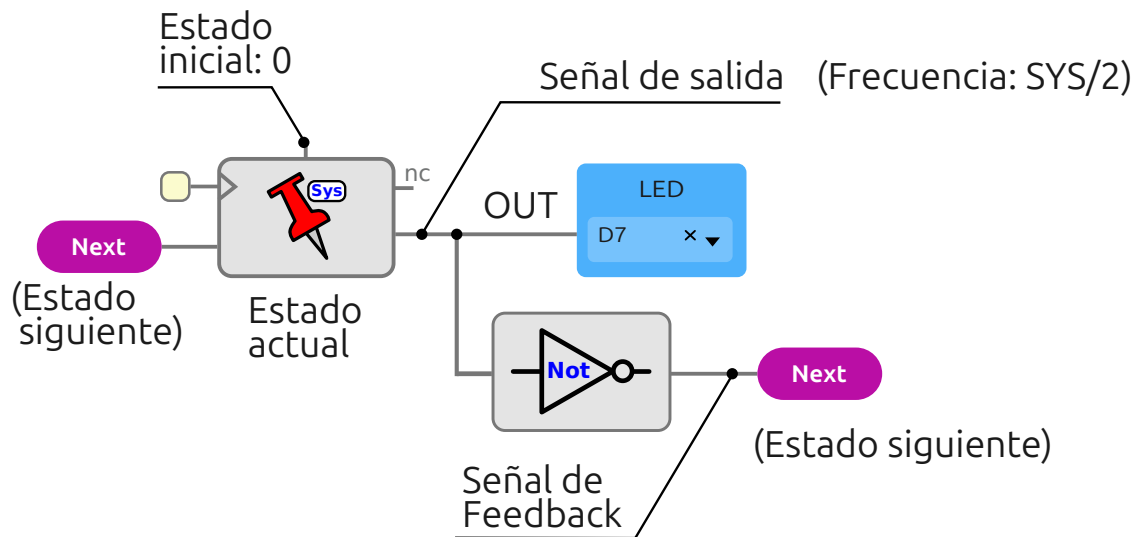 Estado
inicial: 0
Señal de salida (Frecuencia: SYS/2)
nc
Sys
OUT
LED
D7
Next
(Estado
siguiente)
Estado
actual
Not
Next
(Estado siguiente)
Señal de
Feedback